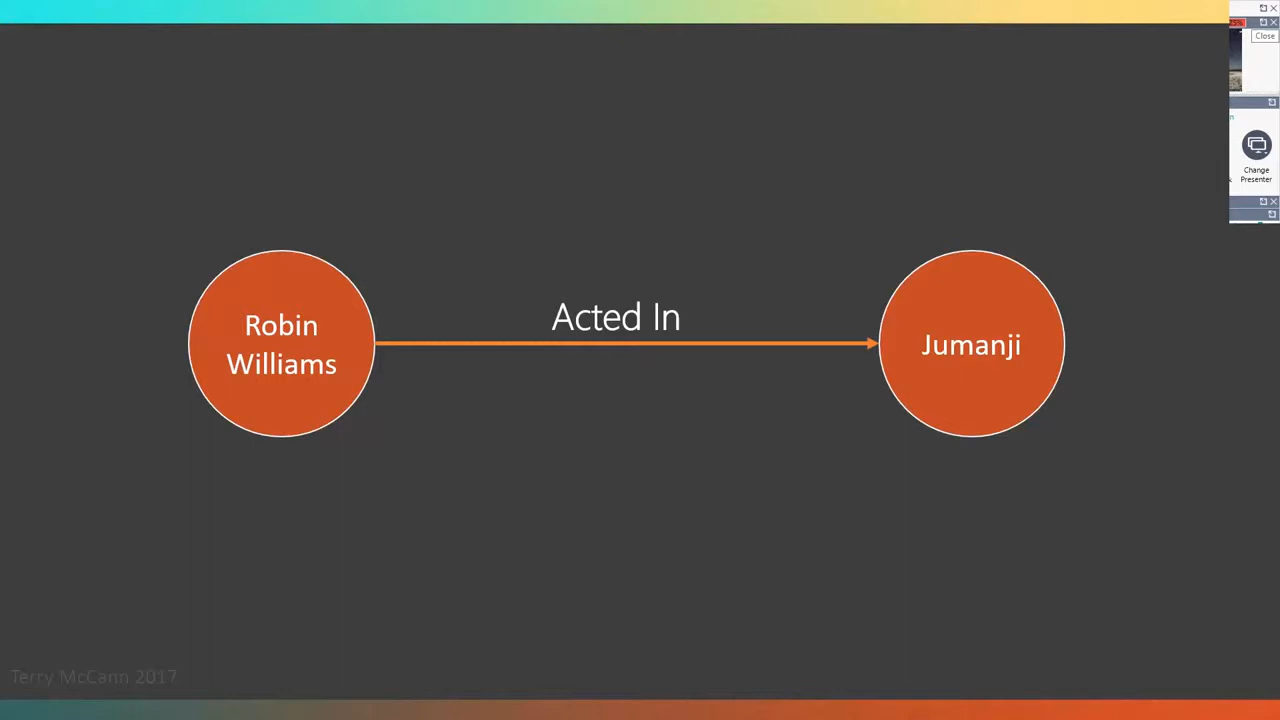 Close
Change
Presenter
Acted In
Robin
Williams
Jumanji
Terry McCann 2017